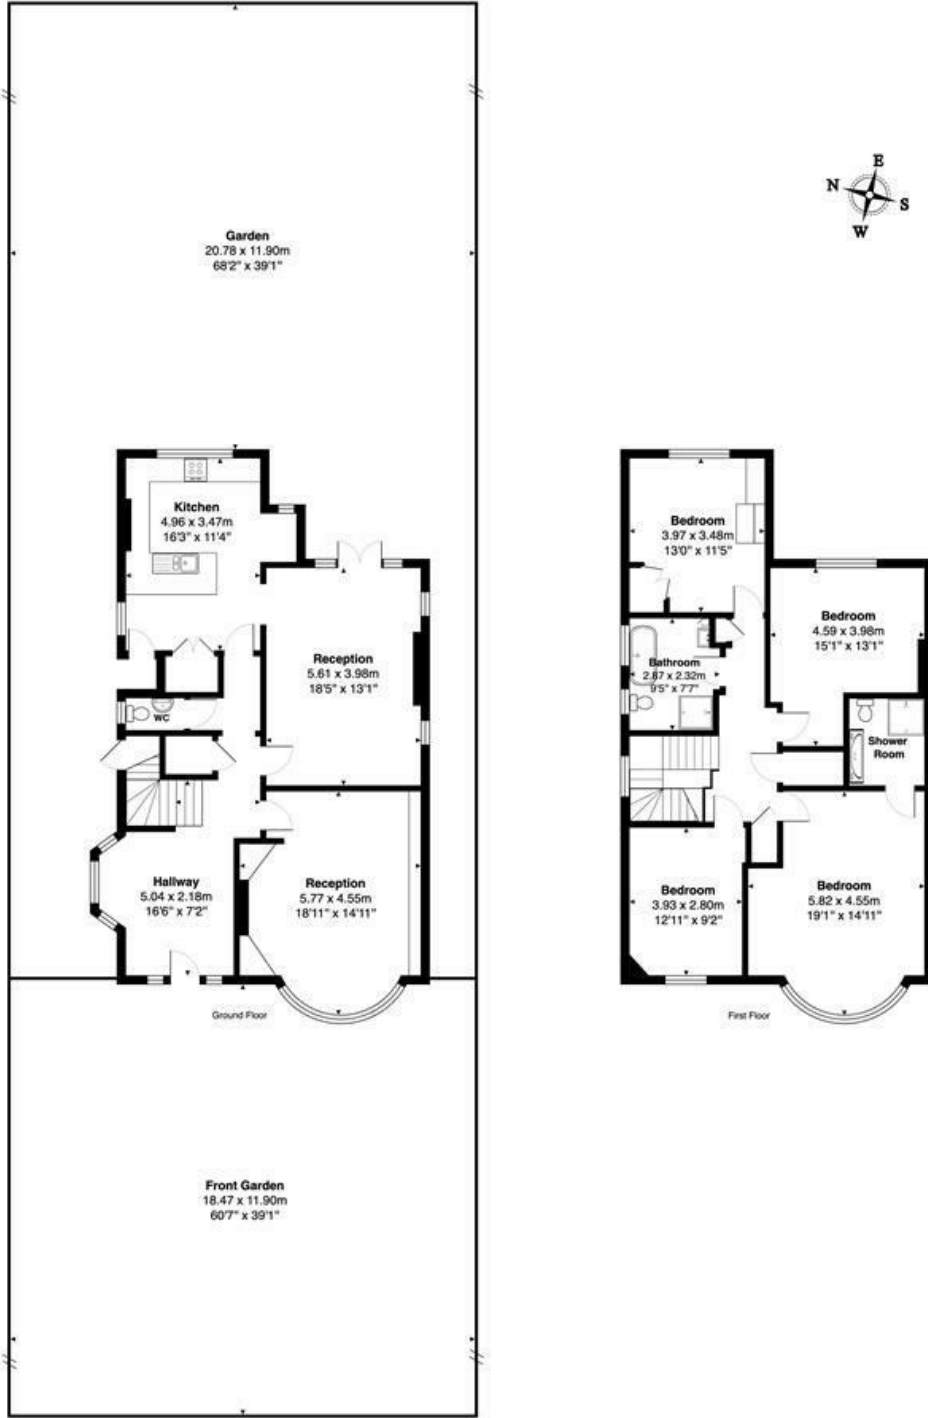 Garden
20.78 x 11.90m
68'2" x 39'1"
E
N
S
W
Kitchen
4.96 x 3.47m
16'3" x 11'4"
Reception
5.61 x 3.98m
18'5" x 13'1"
WC
Hallway
5.04 x 2.18m
16'6" x 7'2"
Reception
5.77 x 4.55m
18'11" x 14'11"
Ground Floor
Front Garden
18.47 x 11.90m
60'7" x 39'1"
Bedroom
3.97 x 3.48m
13'0" x 11'5"
Bedroom
4.59 x 3.98m
15'1" x 13'1"
Bathroom
2.87 x 2.32m
9'5" x 7'7"
Shower
Room
Bedroom
3.93 x 2.80m
12'11" x 9'2"
Bedroom
5.82 x 4.55m
19'1" x 14'11"
First Floor